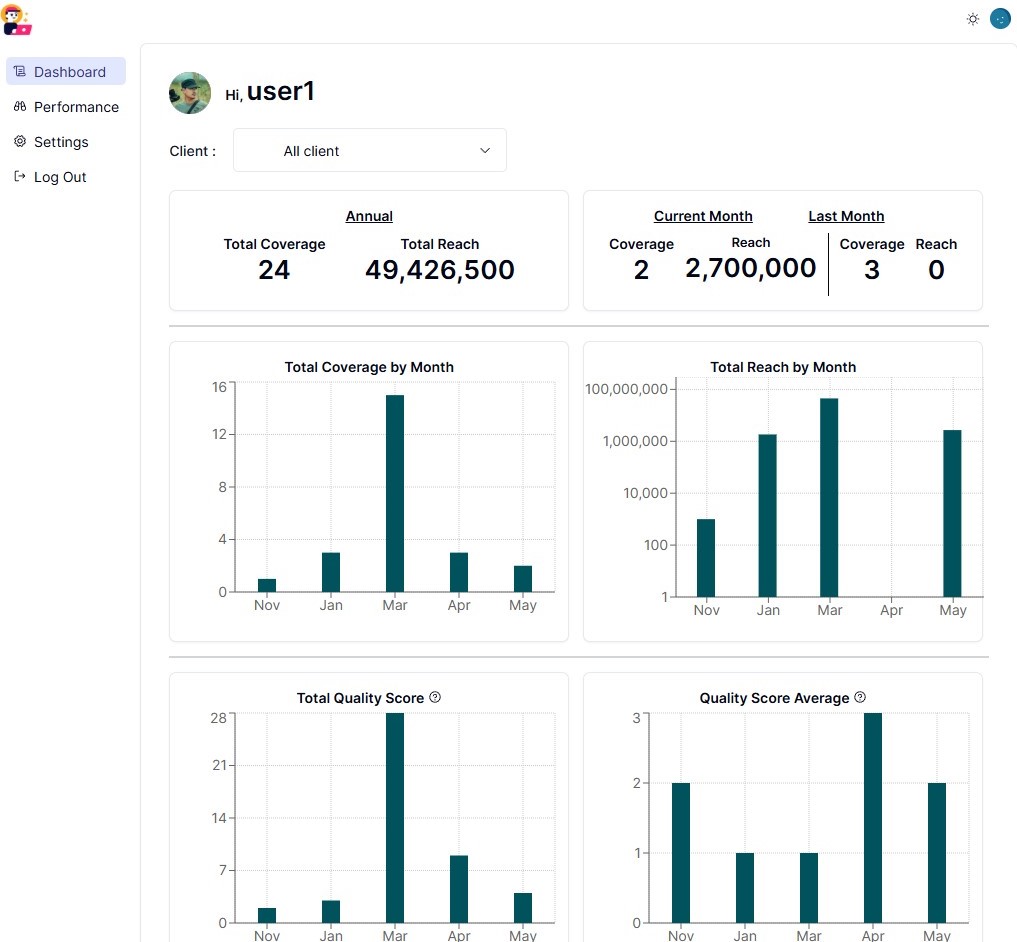 Dashboard
Performance
Settings
Log Out
Hi, user1
Client : All client
Annual
Total Coverage Total Reach
24 49,426,500
Current Month Last Month
Coverage Reach Coverage Reach
2 2,700,000 3 0
Total Coverage by Month
16
12
8
4
0
Nov Jan Mar Apr May
Total Reach by Month
100,000,000
1,000,000
10,000
100
1
Nov Jan Mar Apr May
Total Quality Score
28
21
14
7
0
Nov Jan Mar Apr May
Quality Score Average
3
2
1
0
Nov Jan Mar Apr May